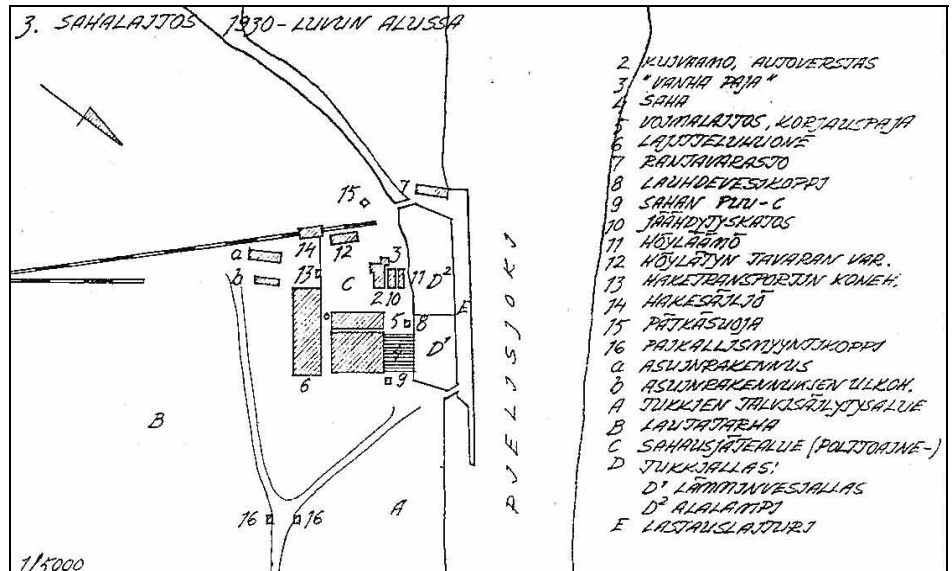 3. SAHALAITOS 1930-LUVUN ALUSSA
2 KUIVAAMO, AUTOVERSTAS
3 "VANHA PAJA"
4 SAHA
5 VOIMALAITOS, KORJAUSPAJA
6 LAJITTELUHUONE
7 RANTAVARASTO
8 LAUHDEVESIKOPPI
9 SAHAN PUU-C
10 JÄÄHDYTYSKATOS
11 HÖYLÄÄMÖ
12 HÖYLÄTYN TAVARAN VAR.
13 HAKETRANSPORTIN KONEH.
14 HAKESÄILIÖ
15 PÄTKÄSUOJA
16 PAIKALLISMYYNTIKOPPI
a ASUINRAKENNUS
b ASUINRAKENNUKSEN ULKOH.
A TUKKIEN TALVISÄILYTYSALUE
B LAUTATARHA
C SAHAUSJÄTEALUE (POLTTOAINE-)
D TUKKIALLAS:
D¹ LÄMMINVESIALLAS
D² ALALAMPI
E LASTAUSLAITURI
7
15
14
12
a
3
b
13
C
2
10
11
D²
E
5
8
4
D¹
6
9
B
A
16
16
PIELISJOKI
1/5000